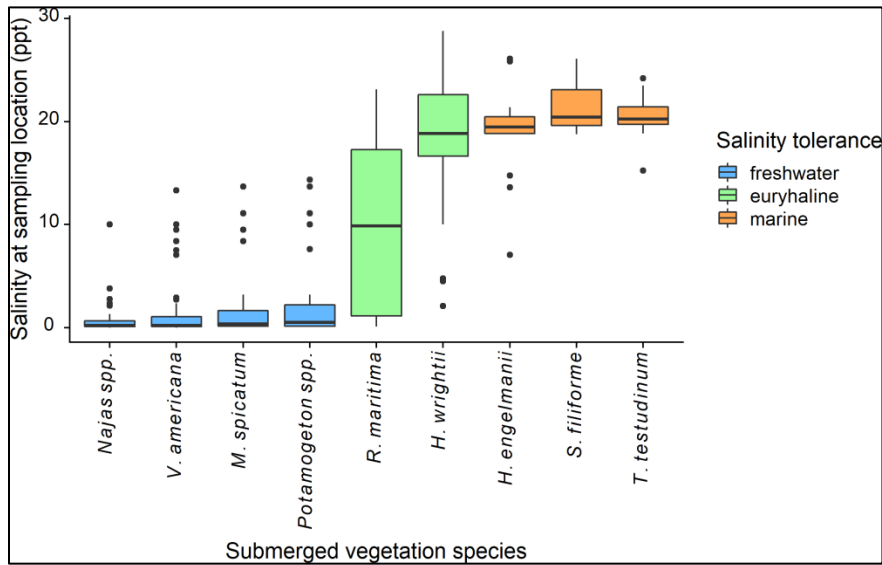 30
20
10
0
Salinity at sampling location (ppt)
Najas spp.
V. americana
M. spicatum
Potamogeton spp.
R. maritima
H. wrightii
H. engelmanii
S. filiforme
T. testudinum
Submerged vegetation species
Salinity tolerance
freshwater
euryhaline
marine